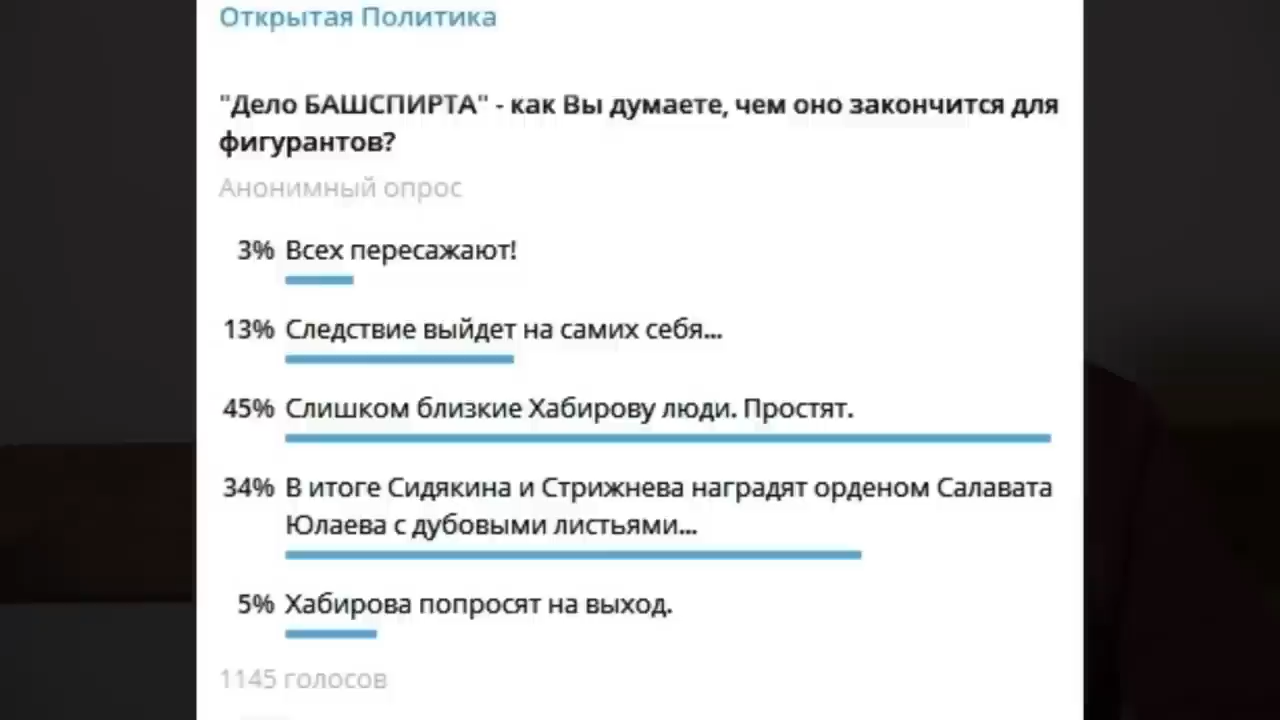 Открытая Политика
"Дело БАШСПИРТА" - как Вы думаете, чем оно закончится для
фигурантов?
Анонимный опрос
3% Всех пересажают!
13% Следствие выйдет на самих себя...
45% Слишком близкие Хабирову люди. Простят.
34% В итоге Сидякина и Стрижнева наградят орденом Салавата
Юлаева с дубовыми листьями...
5% Хабирова попросят на выход.
1145 голосов